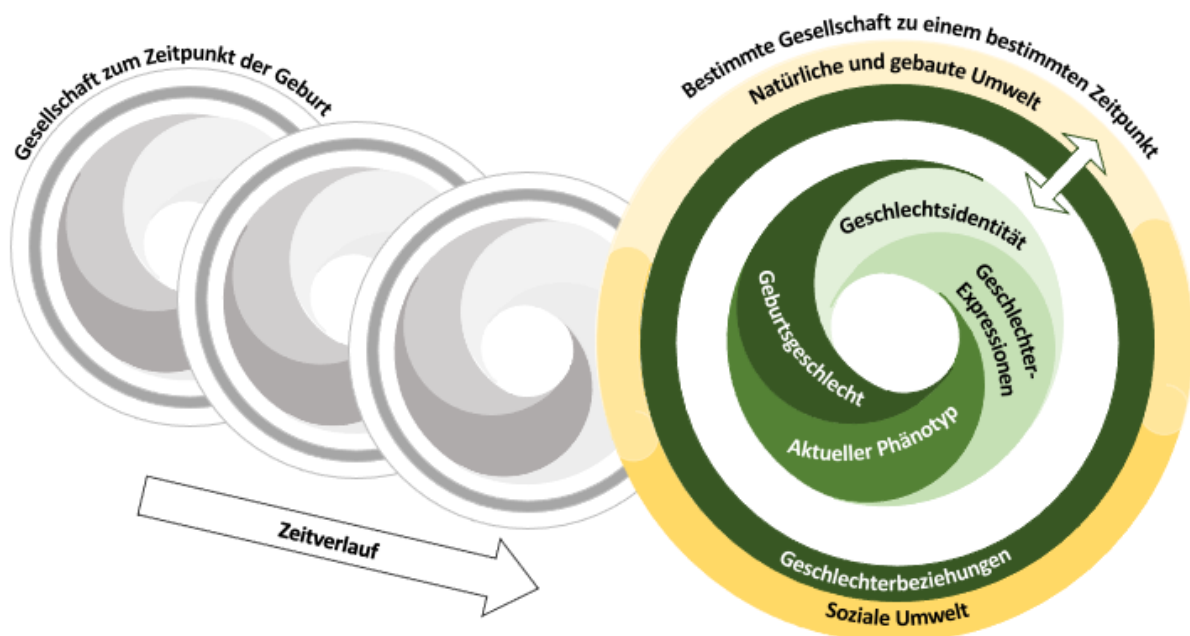 Gesellschaft zum Zeitpunkt der Geburt
Bestimmte Gesellschaft zu einem bestimmten Zeitpunkt
Natürliche und gebaute Umwelt
Geschlechtsidentität
Geschlechter-
Expressionen
Geburtsgeschlecht
Aktueller Phänotyp
Zeitverlauf
Geschlechterbeziehungen
Soziale Umwelt